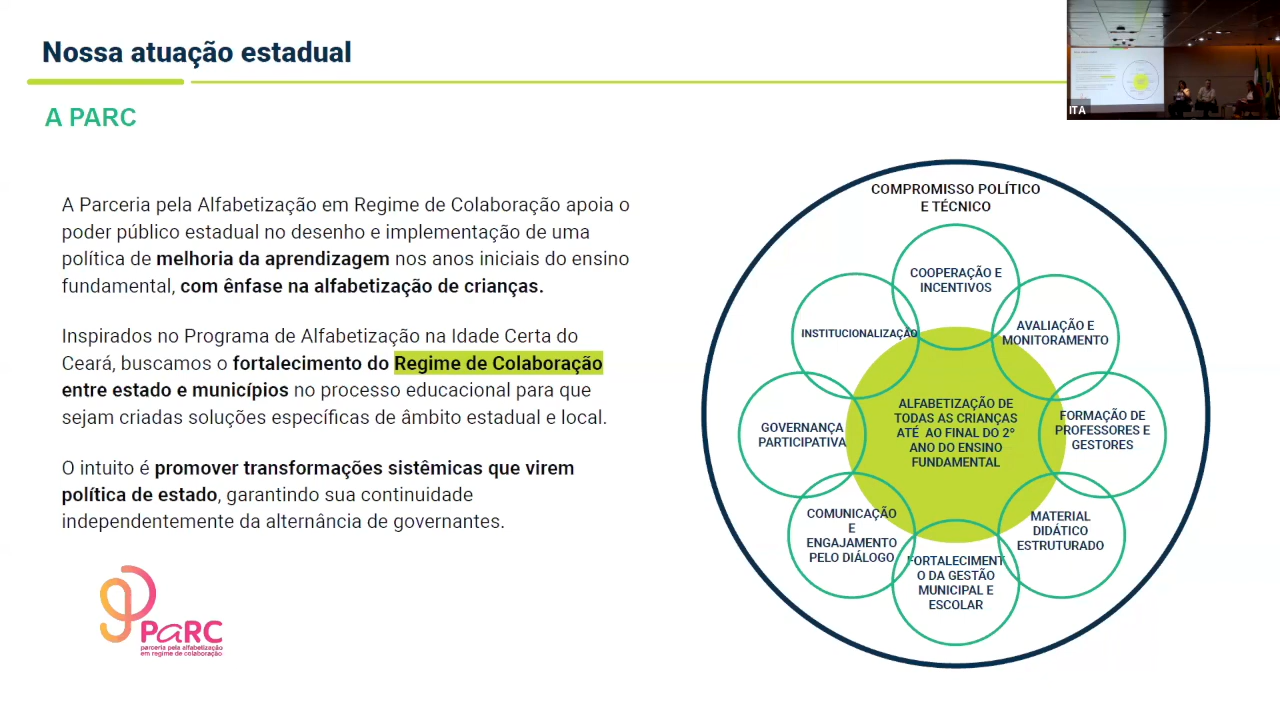 Nossa atuação estadual
ITA
A PARC
A Parceria pela Alfabetização em Regime de Colaboração apoia o
poder público estadual no desenho e implementação de uma
política de melhoria da aprendizagem nos anos iniciais do ensino
fundamental, com ênfase na alfabetização de crianças.
Inspirados no Programa de Alfabetização na Idade Certa do
Ceará, buscamos o fortalecimento do Regime de Colaboração
entre estado e municípios no processo educacional para que
sejam criadas soluções específicas de âmbito estadual e local.
O intuito é promover transformações sistêmicas que virem
política de estado, garantindo sua continuidade
independentemente da alternância de governantes.
PaRC
parceria pela alfabetização
em regime de colaboração
COMPROMISSO POLÍTICO
E TÉCNICO
COOPERAÇÃO E
INCENTIVOS
AVALIAÇÃO E
MONITORAMENTO
FORMAÇÃO DE
PROFESSORES E
GESTORES
MATERIAL
DIDÁTICO
ESTRUTURADO
FORTALECIMENT
O DA GESTÃO
MUNICIPAL E
ESCOLAR
COMUNICAÇÃO
E
ENGAJAMENTO
PELO DIÁLOGO
GOVERNANÇA
PARTICIPATIVA
INSTITUCIONALIZAÇÃO
ALFABETIZAÇÃO DE
TODAS AS CRIANÇAS
ATÉ AO FINAL DO 2º
ANO DO ENSINO
FUNDAMENTAL